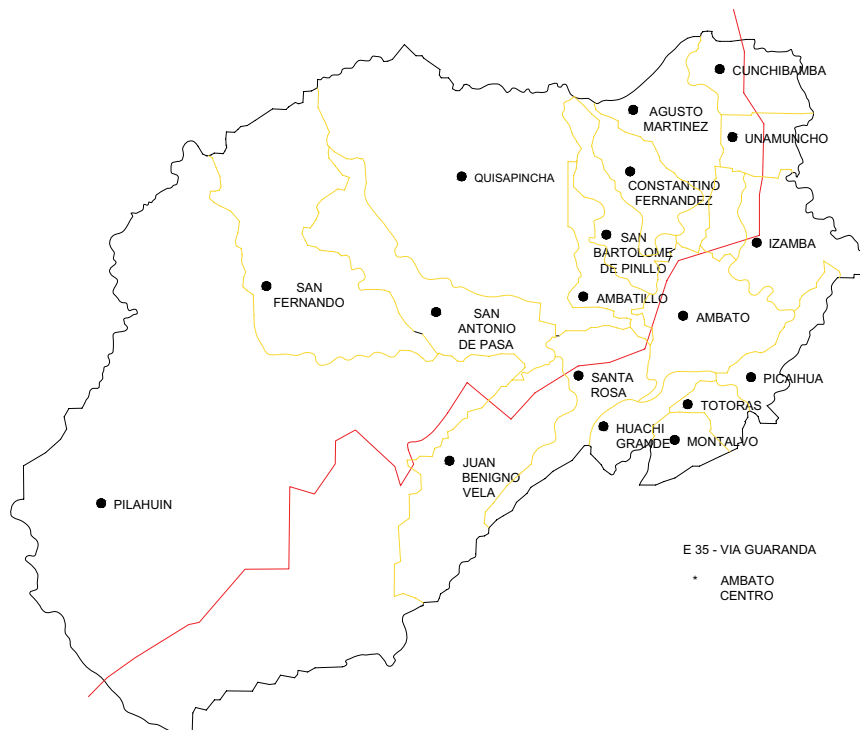 CUNCHIBAMBA
AGUSTO
MARTINEZ
UNAMUNCHO
QUISAPINCHA
CONSTANTINO
FERNANDEZ
SAN
BARTOLOME
DE PINLLO
IZAMBA
SAN
FERNANDO
AMBATILLO
SAN
ANTONIO
DE PASA
AMBATO
SANTA
ROSA
PICAIHUA
TOTORAS
HUACHI
GRANDE
MONTALVO
JUAN
BENIGNO
VELA
PILAHUIN
E 35 - VIA GUARANDA
* AMBATO
CENTRO